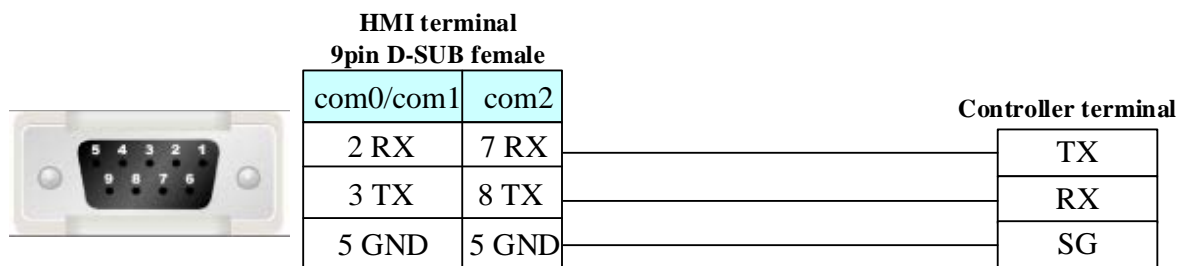 HMI terminal
9pin D-SUB female
com0/com1 com2
Controller terminal
5 4 3 2 1
9 8 7 6
2 RX 7 RX TX
3 TX 8 TX RX
5 GND 5 GND SG